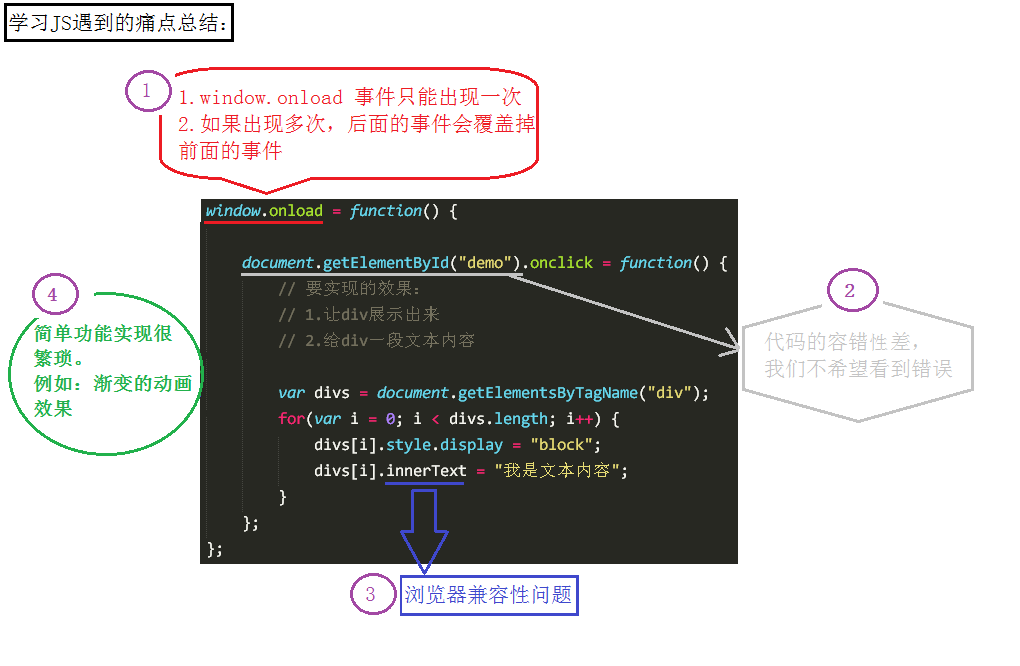 学习JS遇到的痛点总结:
1
1.window.onload 事件只能出现一次
2.如果出现多次，后面的事件会覆盖掉
前面的事件
window.onload = function() {
document.getElementById("demo").onclick = function() {
// 要实现的效果：
// 1.让div展示出来
// 2.给div一段文本内容
var divs = document.getElementsByTagName("div");
for(var i = 0; i < divs.length; i++) {
divs[i].style.display = "block";
divs[i].innerText = "我是文本内容";
}
};
};
2
代码的容错性差，
我们不希望看到错误
4
简单功能实现很
繁琐。
例如：渐变的动画
效果
3
浏览器兼容性问题